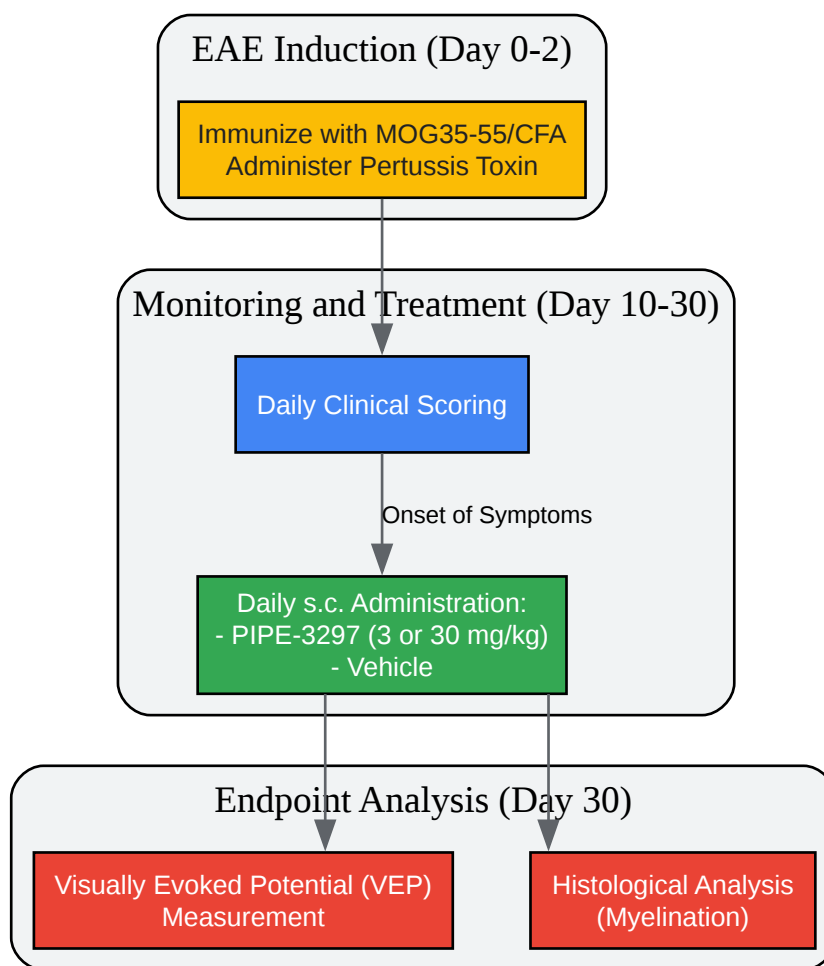 EAE Induction (Day 0-2)
Immunize with MOG35-55/CFA
Administer Pertussis Toxin
Monitoring and Treatment (Day 10-30)
Daily Clinical Scoring
Onset of Symptoms
Daily s.c. Administration:
- PIPE-3297 (3 or 30 mg/kg)
- Vehicle
Endpoint Analysis (Day 30)
Visually Evoked Potential (VEP)
Measurement
Histological Analysis
(Myelination)